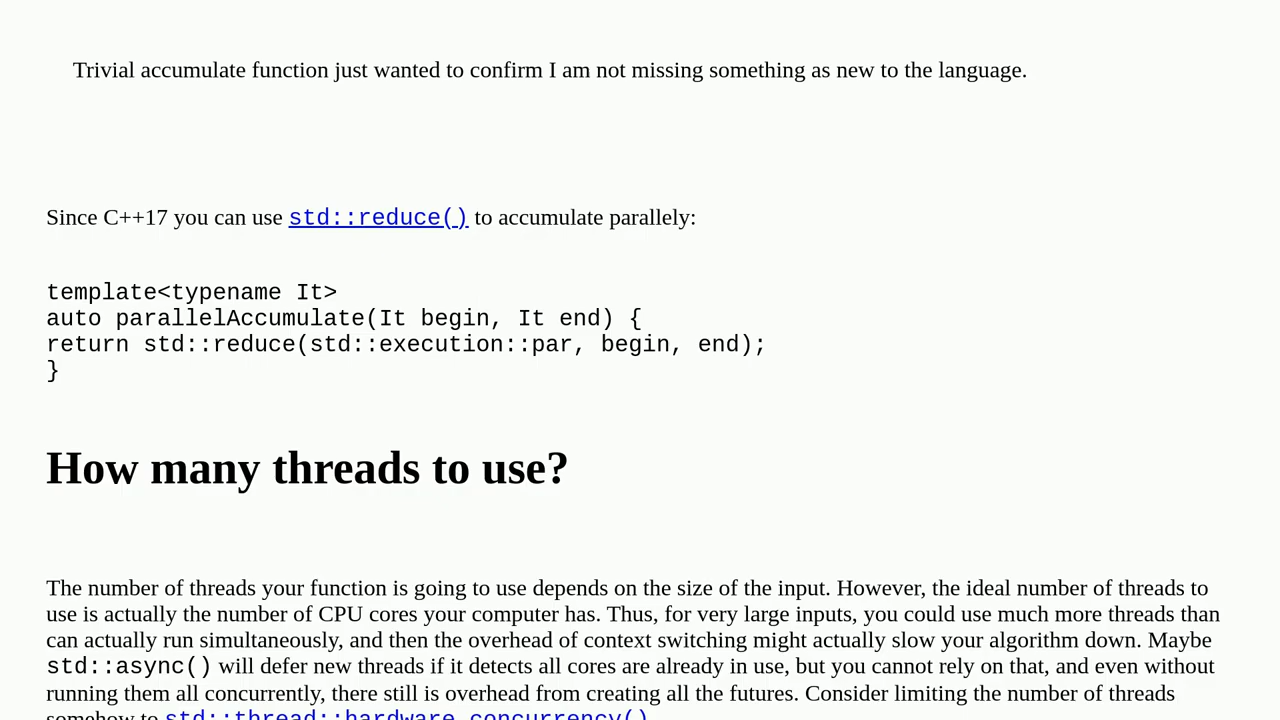 Trivial accumulate function just wanted to confirm I am not missing something as new to the language.
Since C++17 you can use std::reduce() to accumulate parallely:
template<typename It>
auto parallelAccumulate(It begin, It end) {
return std::reduce(std::execution::par, begin, end);
}
How many threads to use?
The number of threads your function is going to use depends on the size of the input. However, the ideal number of threads to
use is actually the number of CPU cores your computer has. Thus, for very large inputs, you could use much more threads than
can actually run simultaneously, and then the overhead of context switching might actually slow your algorithm down. Maybe
std::async() will defer new threads if it detects all cores are already in use, but you cannot rely on that, and even without
running them all concurrently, there still is overhead from creating all the futures. Consider limiting the number of threads
somehow to std::thread::hardware_concurrency().